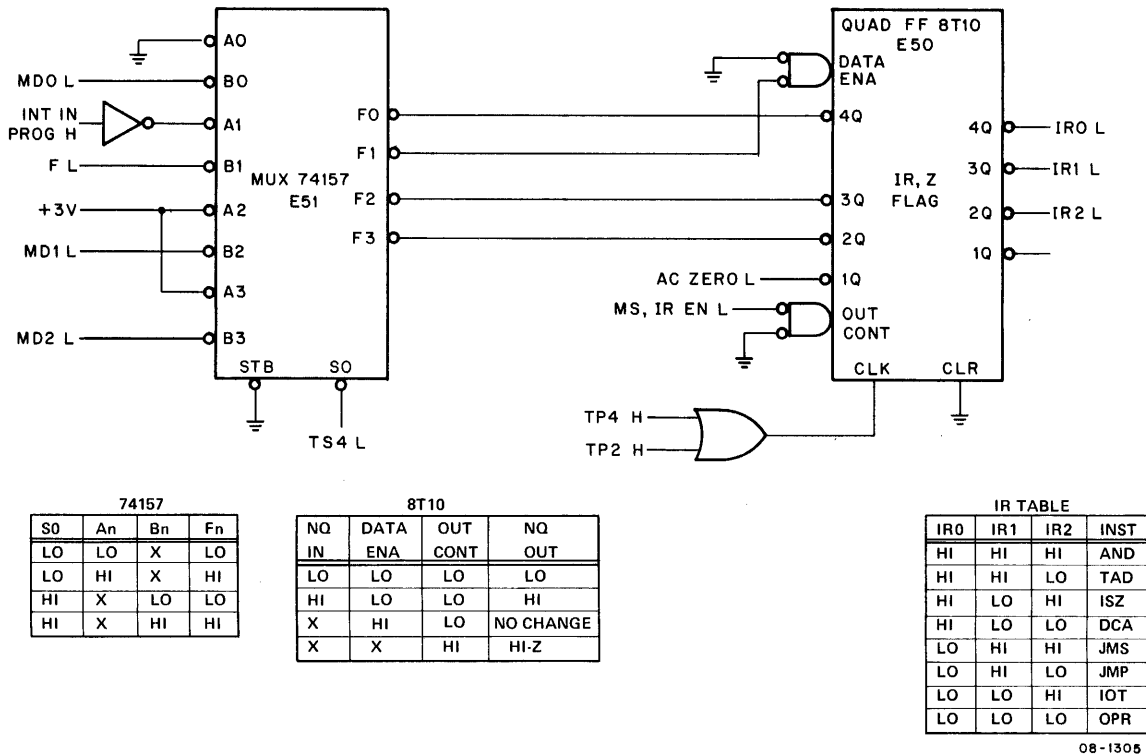 A0
MD0 L
B0
INT IN
PROG H
A1
F L
B1
+3V
A2
MD1 L
B2
A3
MD2 L
B3
MUX 74157
E51
F0
F1
F2
F3
STB
S0
TS4 L
QUAD FF 8T10
E50
DATA
ENA
4Q
3Q
2Q
AC ZERO L
1Q
MS, IR EN L
OUT
CONT
IR, Z
FLAG
4Q
IR0 L
3Q
IR1 L
2Q
IR2 L
1Q
CLK
CLR
TP4 H
TP2 H
74157
S0 An Bn Fn
LO LO X LO
LO HI X HI
HI X LO LO
HI X HI HI
8T10
NQ DATA OUT NQ
IN ENA CONT OUT
LO LO LO LO
HI LO LO HI
X HI LO NO CHANGE
X X HI HI-Z
IR TABLE
IR0 IR1 IR2 INST
HI HI HI AND
HI HI LO TAD
HI LO HI ISZ
HI LO LO DCA
LO HI HI JMS
LO HI LO JMP
LO LO HI IOT
LO LO LO OPR
08-1305